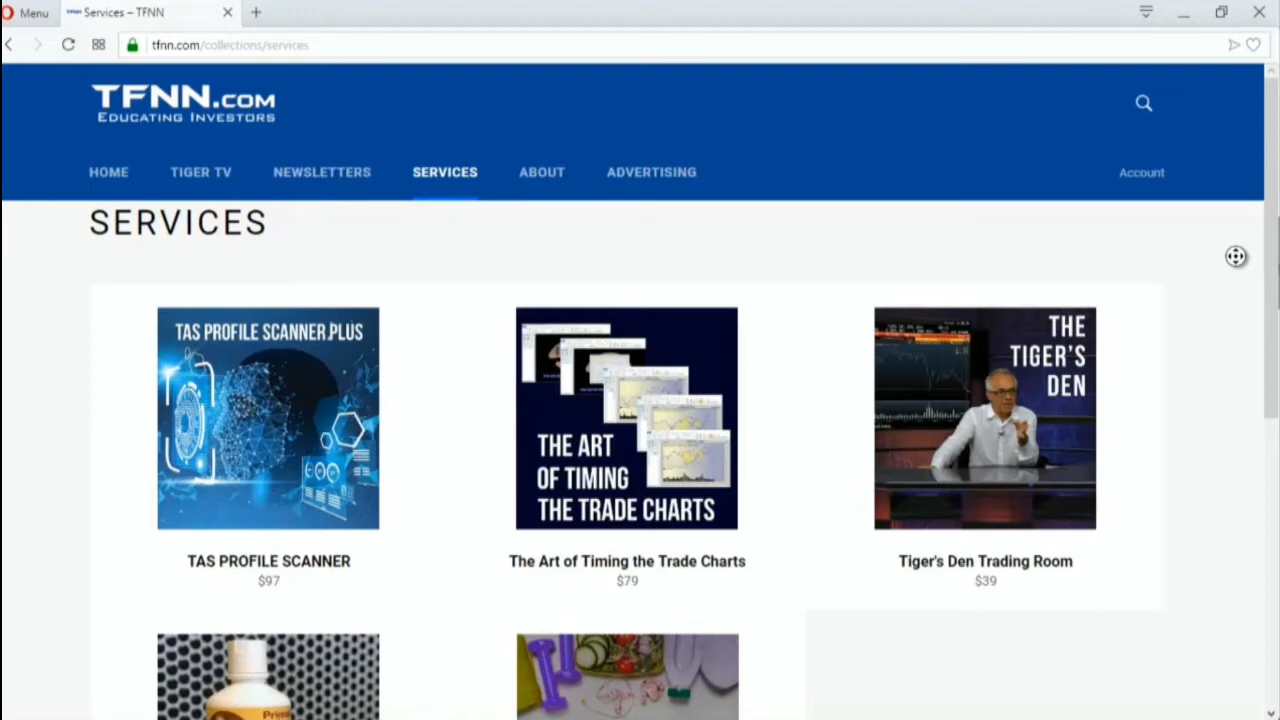 Menu
Services – TFNN
tfnn.com/collections/services
TFNN.COM
EDUCATING INVESTORS
HOME
TIGER TV
NEWSLETTERS
SERVICES
ABOUT
ADVERTISING
Account
SERVICES
TAS PROFILE SCANNER PLUS
THE ART
OF TIMING
THE TRADE CHARTS
THE
TIGER'S
DEN
TAS PROFILE SCANNER
$97
The Art of Timing the Trade Charts
$79
Tiger's Den Trading Room
$39